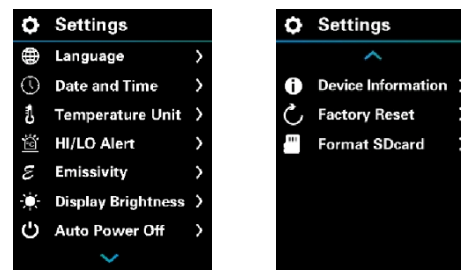 Settings
Language
Date and Time
Temperature Unit
HI/LO Alert
Emissivity
Display Brightness
Auto Power Off
Settings
Device Information
Factory Reset
Format SDcard